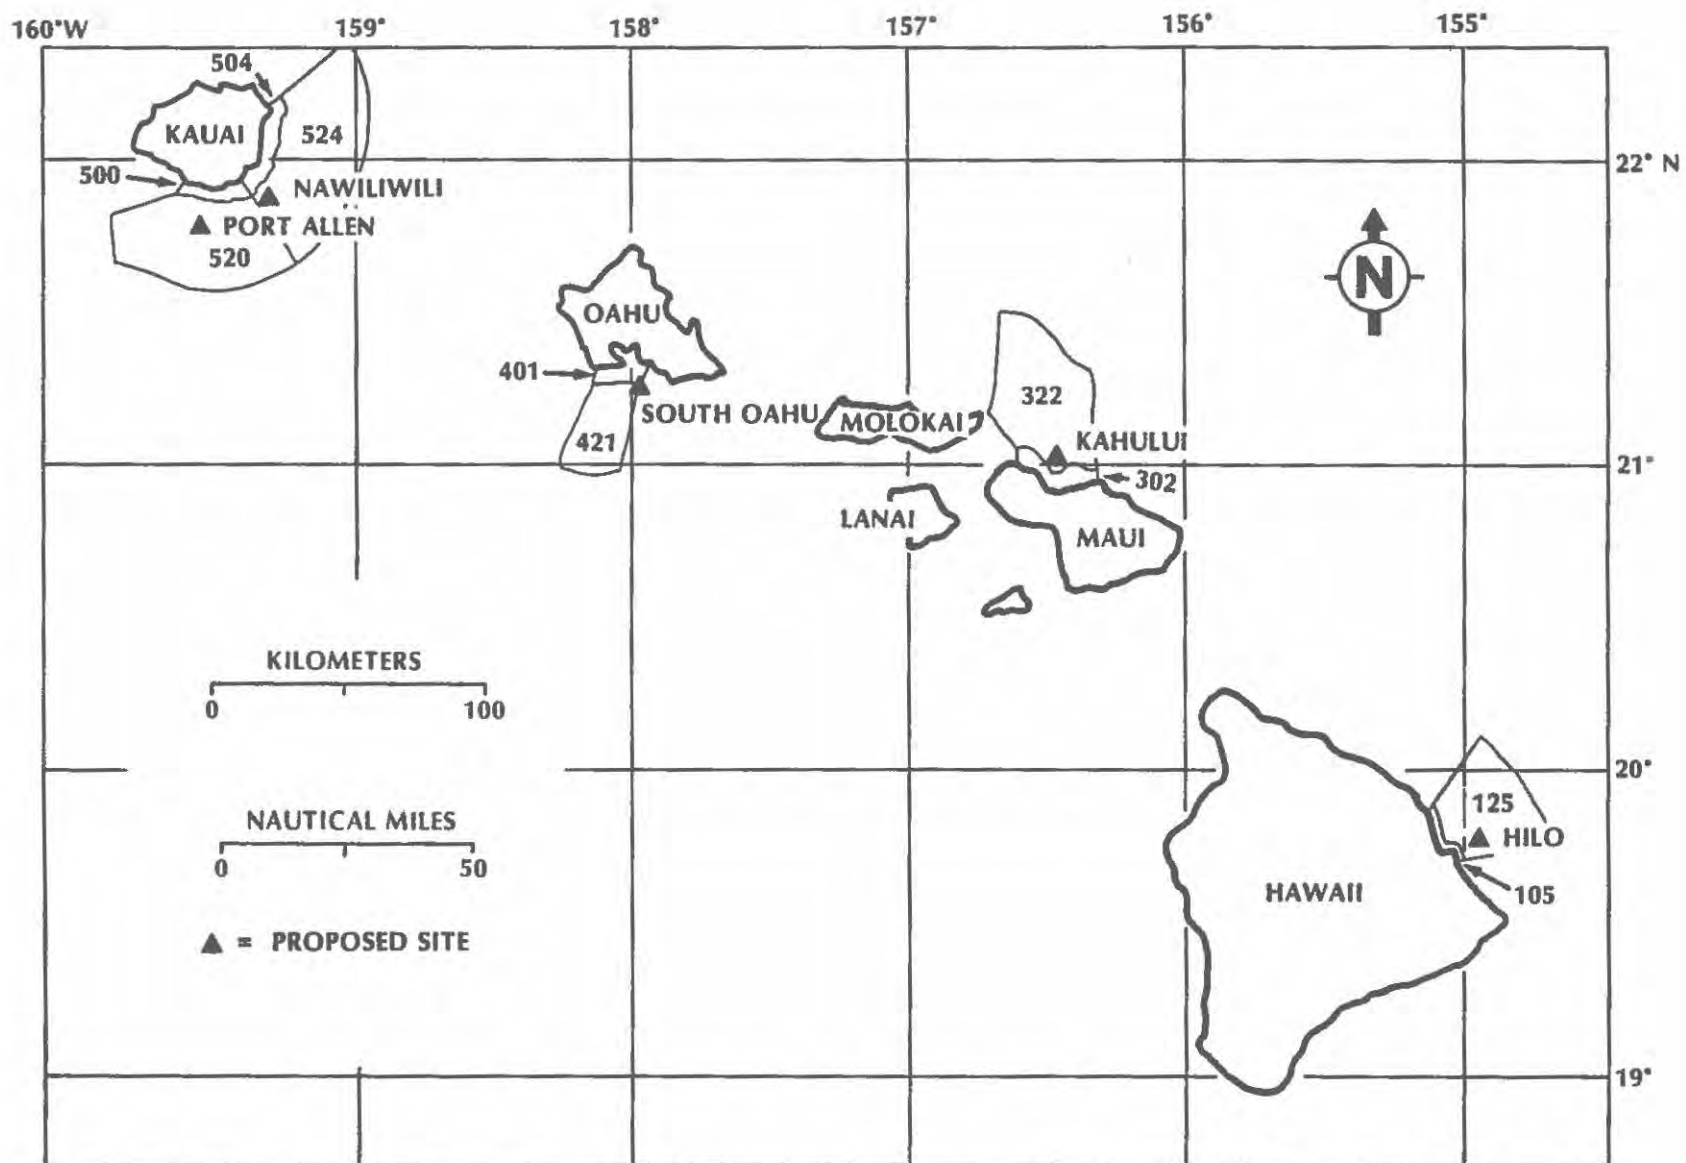 160°W 159° 158° 157° 156° 155°
504
KAUAI
524
22° N
500
NAWILIWILI
PORT ALLEN
520
N
OAHU
401
322
SOUTH OAHU
MOLOKAI
421
KAHULUI
21°
302
LANAI
MAUI
KILOMETERS
0 100
20°
125
NAUTICAL MILES
HILO
0 50
HAWAII
105
▲ = PROPOSED SITE
19°